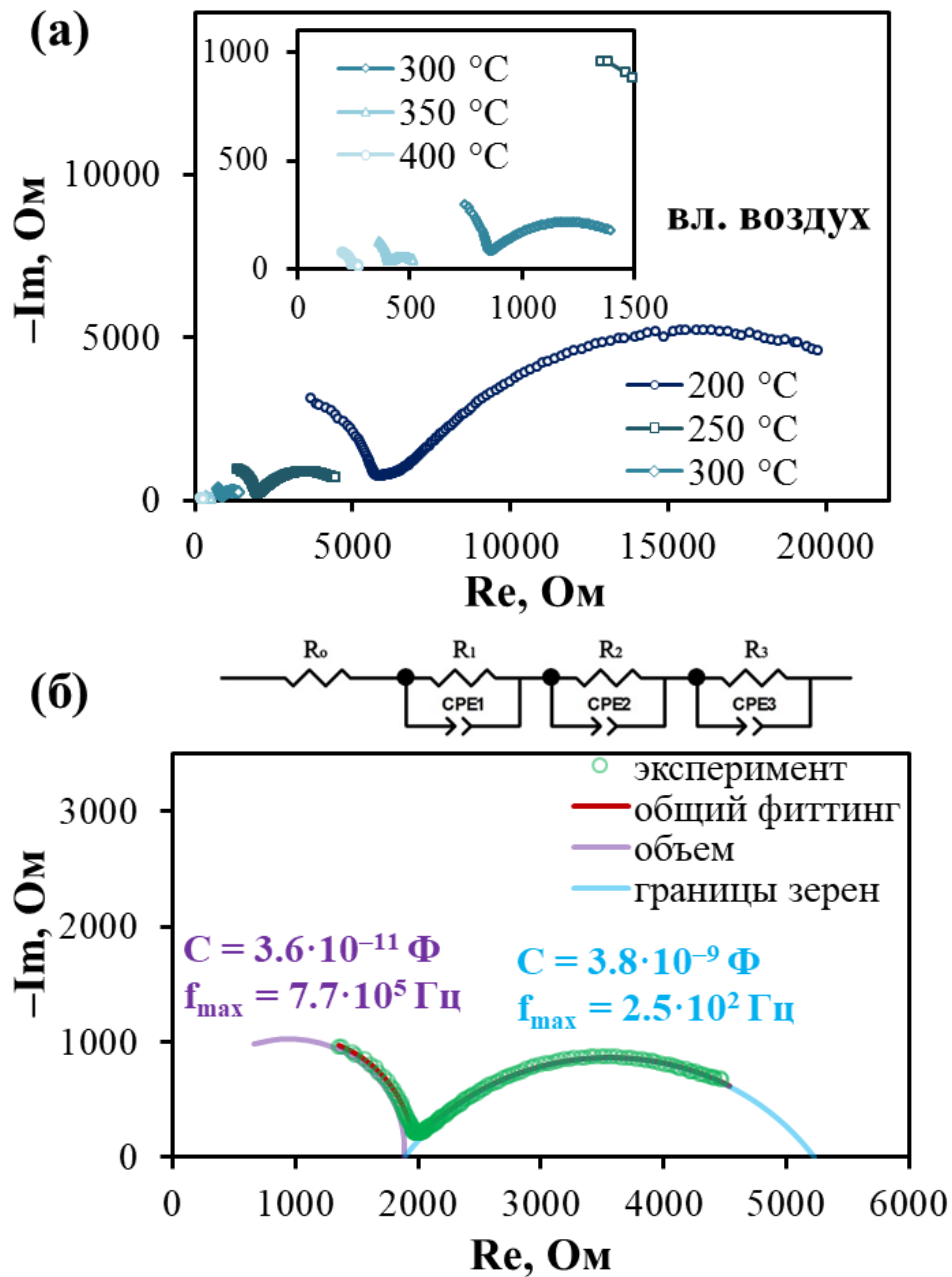 (а)
–Im, Ом
10000
5000
0
1000
500
0
300 °C
350 °C
400 °C
0 500 1000 1500
вл. воздух
200 °C
250 °C
300 °C
0 5000 10000 15000 20000
Re, Ом
(б)
R₀ R₁ R₂ R₃
CPE1 CPE2 CPE3
–Im, Ом
3000
2000
1000
0
эксперимент
общий фиттинг
объем
границы зерен
C = 3.6·10⁻¹¹ Ф
f_max = 7.7·10⁵ Гц
C = 3.8·10⁻⁹ Ф
f_max = 2.5·10² Гц
0 1000 2000 3000 4000 5000 6000
Re, Ом